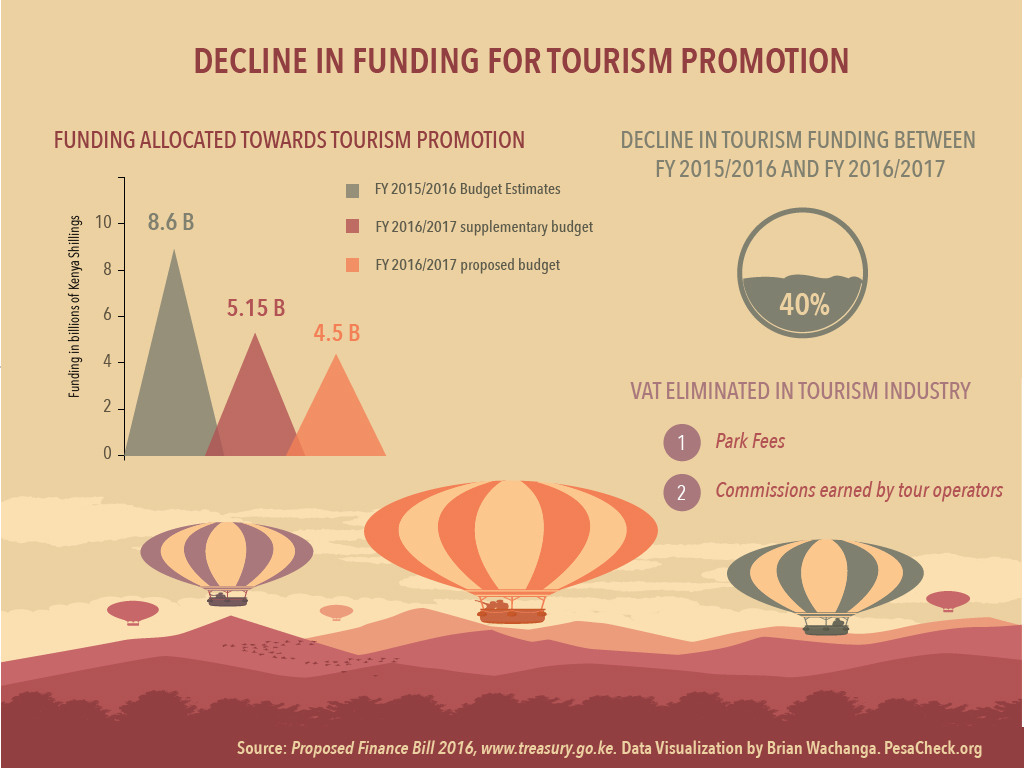 DECLINE IN FUNDING FOR TOURISM PROMOTION
FUNDING ALLOCATED TOWARDS TOURISM PROMOTION
Funding in billions of Kenya Shillings
10
8
6
4
2
0
8.6 B
5.15 B
4.5 B
FY 2015/2016 Budget Estimates
FY 2016/2017 supplementary budget
FY 2016/2017 proposed budget
DECLINE IN TOURISM FUNDING BETWEEN
FY 2015/2016 AND FY 2016/2017
40%
VAT ELIMINATED IN TOURISM INDUSTRY
1 Park Fees
2 Commissions earned by tour operators
Source: Proposed Finance Bill 2016, www.treasury.go.ke. Data Visualization by Brian Wachanga. PesaCheck.org